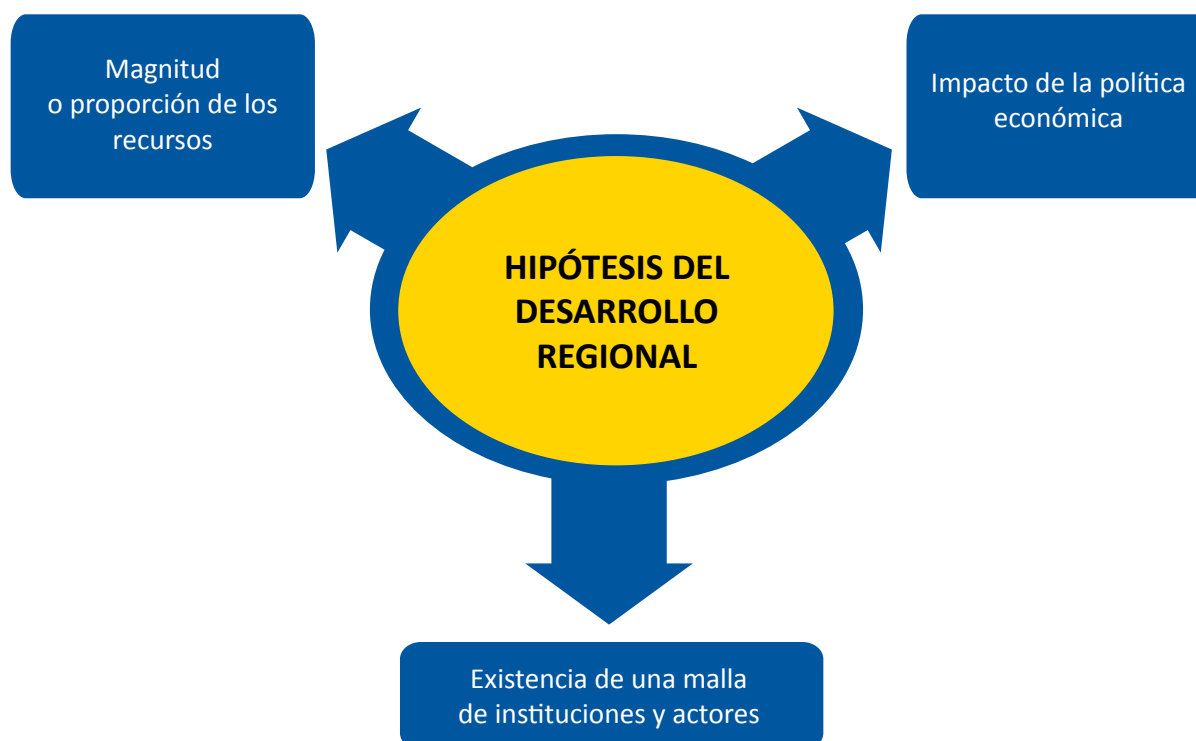 Magnitud
o proporción de los
recursos
Impacto de la política
económica
HIPÓTESIS DEL
DESARROLLO
REGIONAL
Existencia de una malla
de instituciones y actores